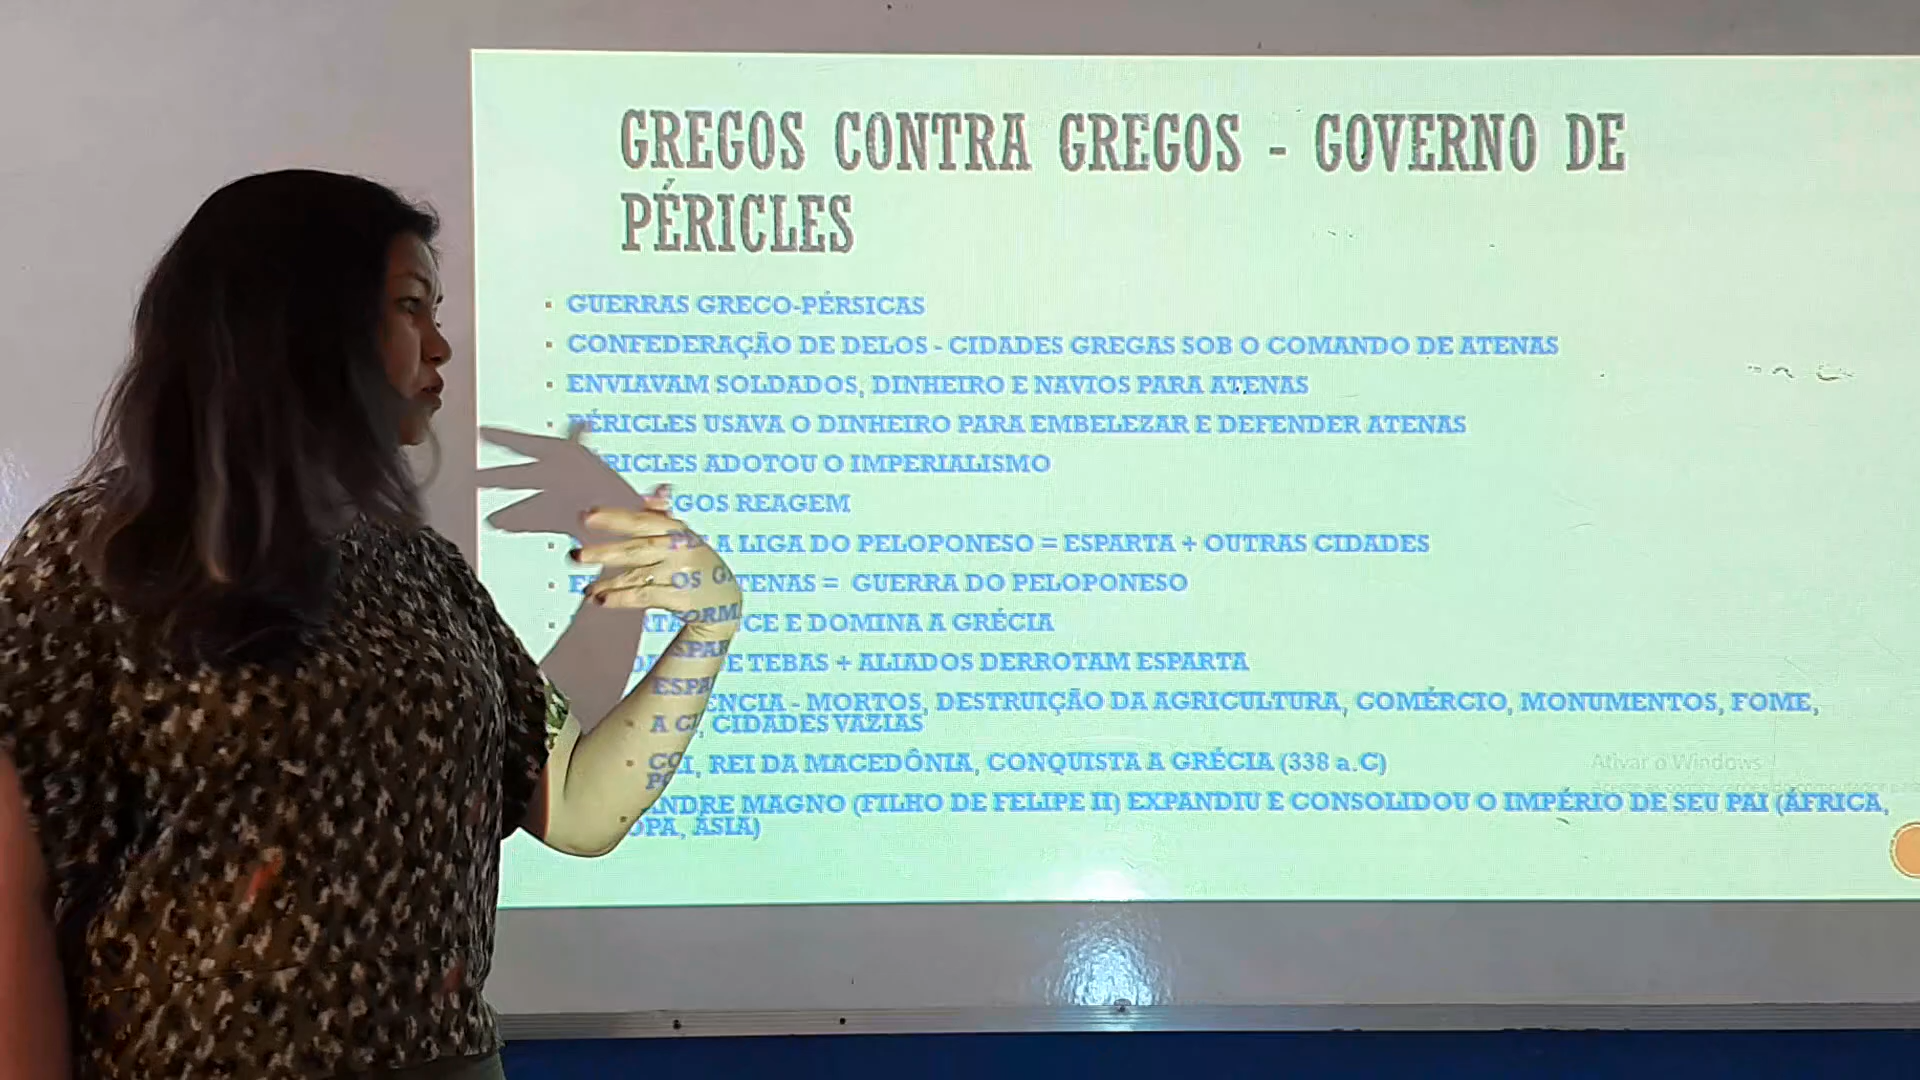 GREGOS CONTRA GREGOS - GOVERNO DE
PÉRICLES
GUERRAS GRECO-PÉRSICAS
CONFEDERAÇÃO DE DELOS - CIDADES GREGAS SOB O COMANDO DE ATENAS
ENVIAVAM SOLDADOS, DINHEIRO E NAVIOS PARA ATENAS
PÉRICLES USAVA O DINHEIRO PARA EMBELEZAR E DEFENDER ATENAS
RICLES ADOTOU O IMPERIALISMO
GOS REAGEM
A LIGA DO PELOPONESO = ESPARTA + OUTRAS CIDADES
TENAS = GUERRA DO PELOPONESO
CE E DOMINA A GRÉCIA
E TEBAS + ALIADOS DERROTAM ESPARTA
ENCIA - MORTOS, DESTRUIÇÃO DA AGRICULTURA, COMÉRCIO, MONUMENTOS, FOME,
CIDADES VAZIAS
I, REI DA MACEDÔNIA, CONQUISTA A GRÉCIA (338 a.C)
ANDRE MAGNO (FILHO DE FELIPE II) EXPANDIU E CONSOLIDOU O IMPÉRIO DE SEU PAI (ÁFRICA,
OPA, ÁSIA)
Ativar o Windows